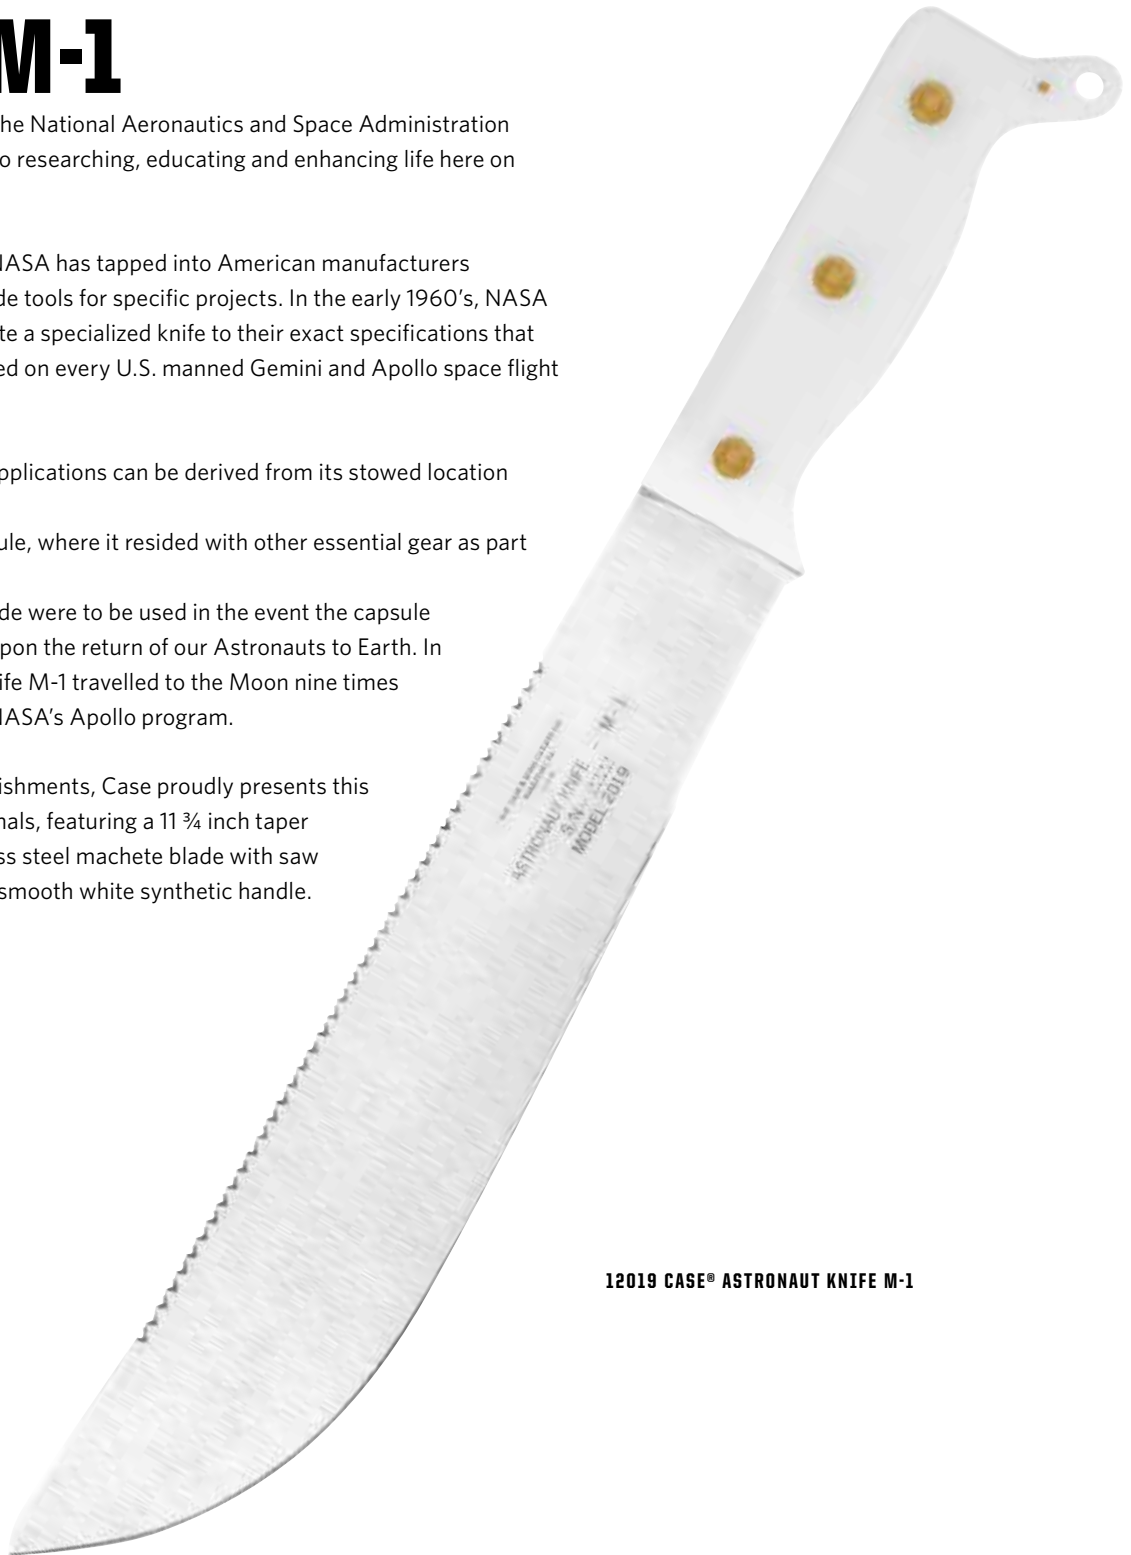 M-1
he National Aeronautics and Space Administration
o researching, educating and enhancing life here on
NASA has tapped into American manufacturers
de tools for specific projects. In the early 1960’s, NASA
te a specialized knife to their exact specifications that
ed on every U.S. manned Gemini and Apollo space flight
pplications can be derived from its stowed location
ule, where it resided with other essential gear as part
de were to be used in the event the capsule
pon the return of our Astronauts to Earth. In
ife M-1 travelled to the Moon nine times
NASA’s Apollo program.
ishments, Case proudly presents this
nals, featuring a 11 ¾ inch taper
ss steel machete blade with saw
smooth white synthetic handle.
ASTRONAUT KNIFE - M-1
S/N
MODEL 2019
12019 CASE® ASTRONAUT KNIFE M-1